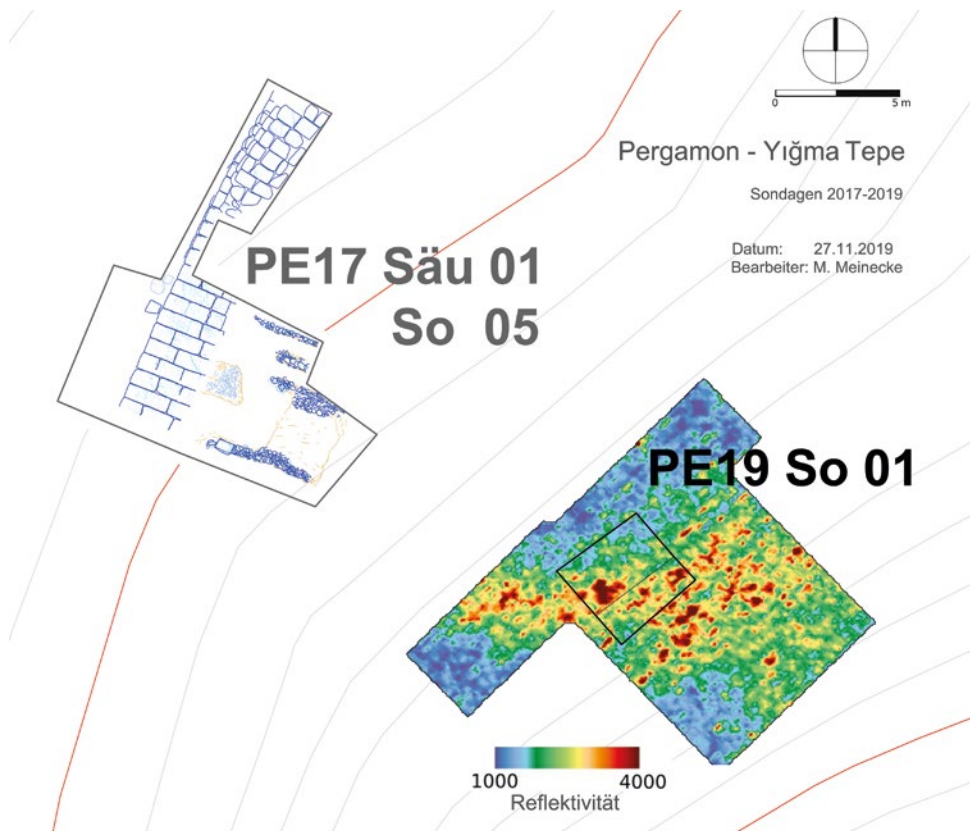 0 5 m
Pergamon - Yığma Tepe
Sondagen 2017-2019
Datum: 27.11.2019
Bearbeiter: M. Meinecke
PE17 Säu 01
So 05
PE19 So 01
1000 4000
Reflektivität